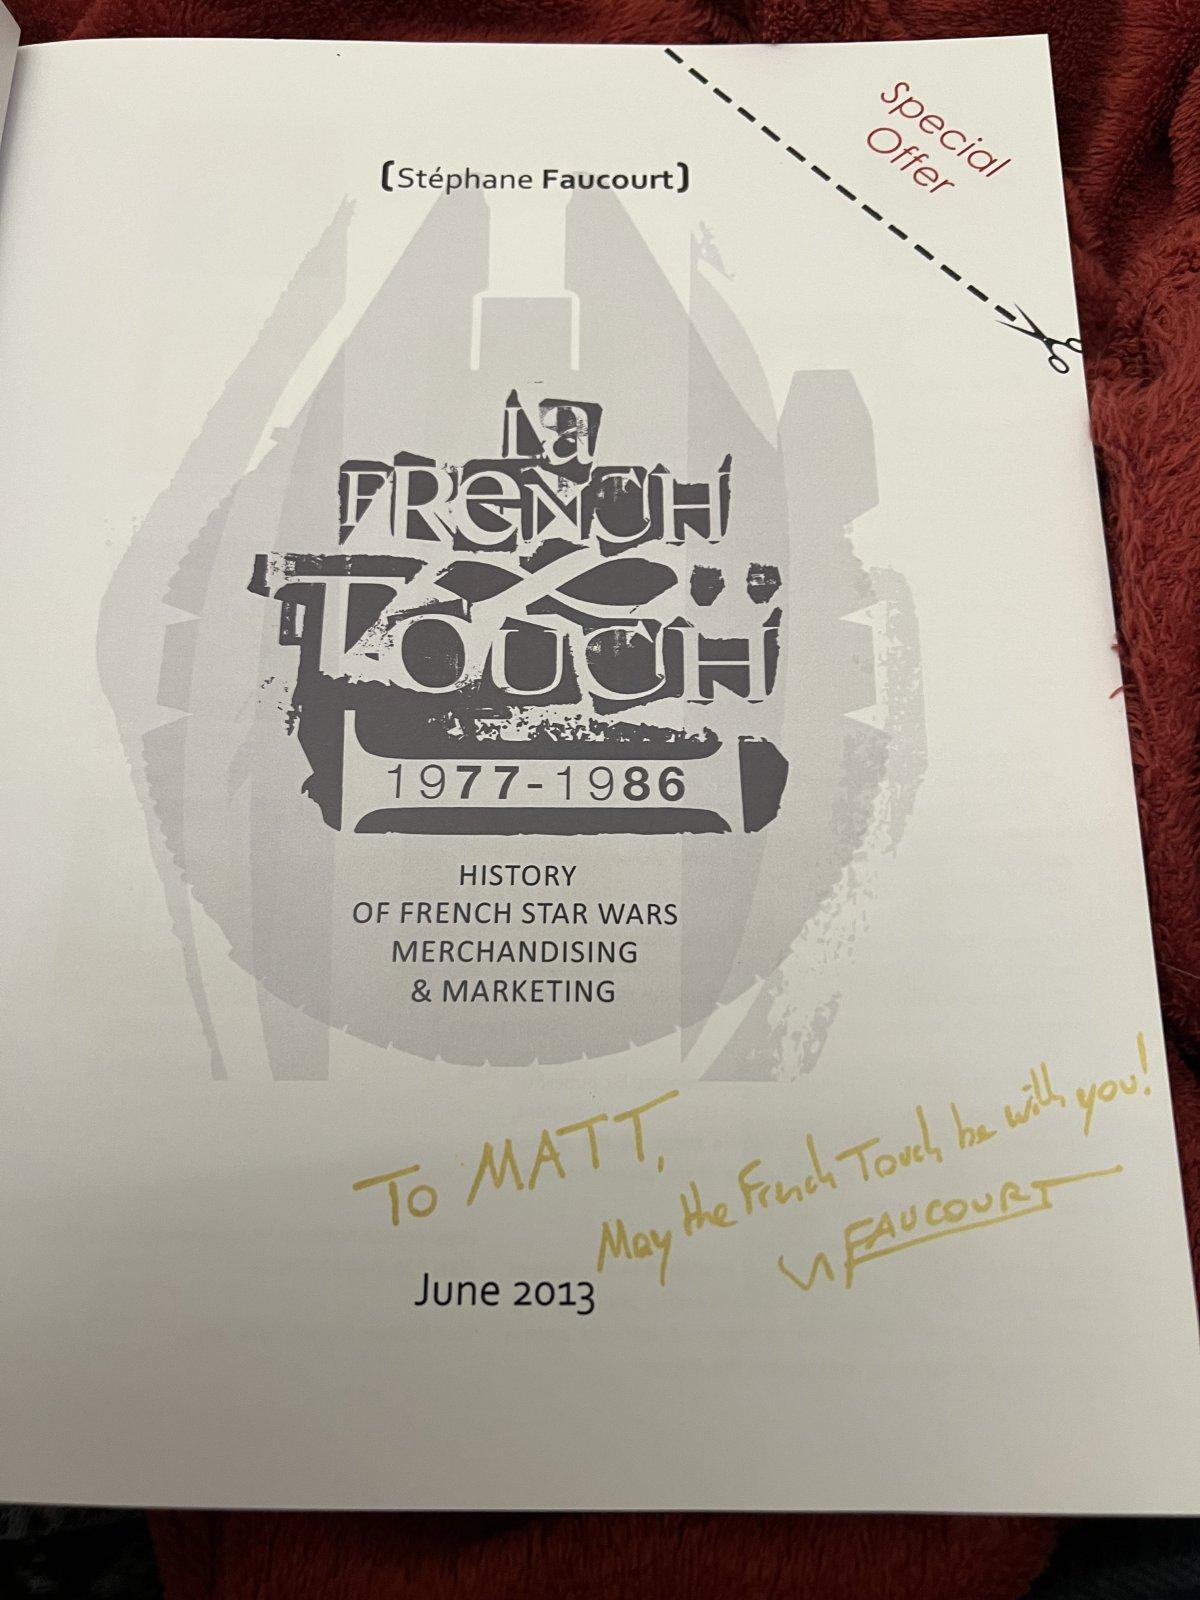 Special
Offer
(Stéphane Faucourt)
La
FRENCH
TOUCH
1977-1986
HISTORY
OF FRENCH STAR WARS
MERCHANDISING
& MARKETING
TO MATT,
May the French Touch be with you!
FAUCOURT
June 2013